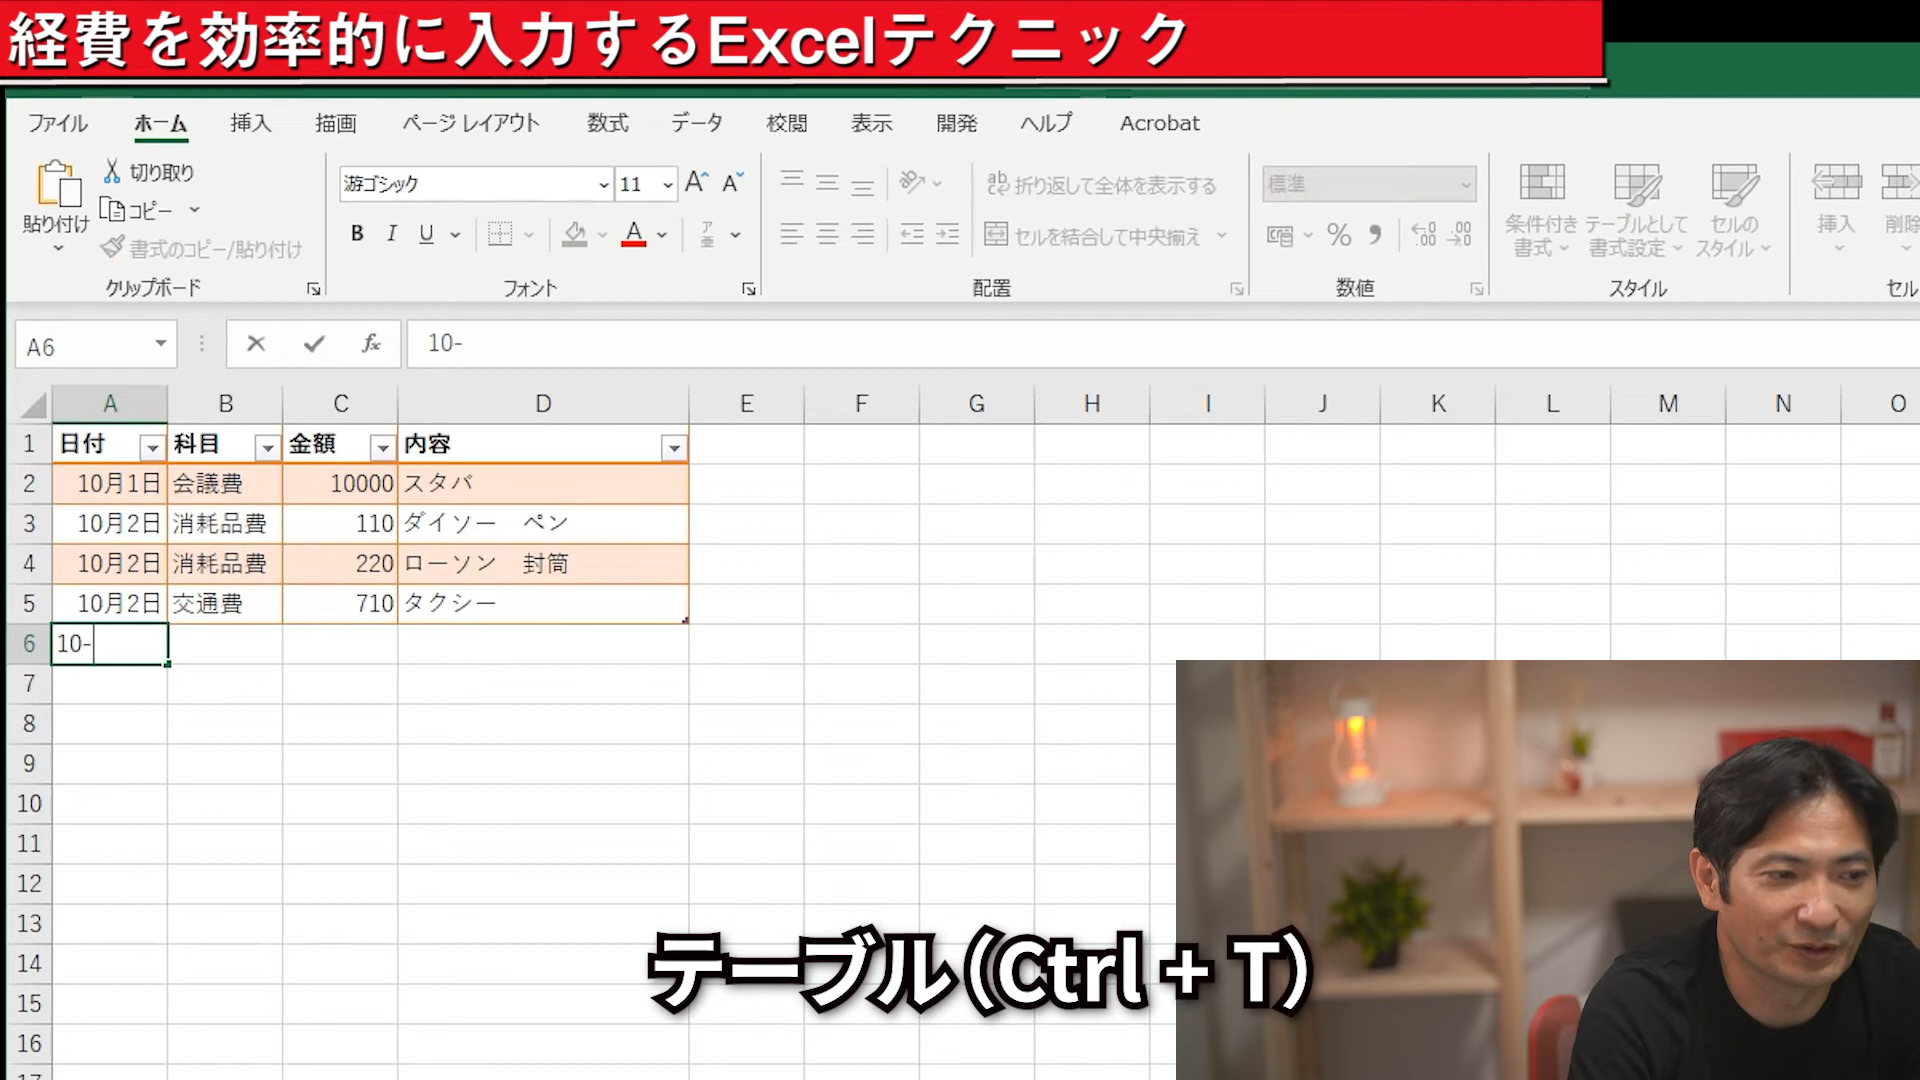 経費を効率的に入力するExcelテクニック
ファイル ホーム 挿入 描画 ページ レイアウト 数式 データ 校閲 表示 開発 ヘルプ Acrobat
貼り付け
切り取り
コピー
書式のコピー/貼り付け
クリップボード
游ゴシック 11 A A
B I U A ア亜
フォント
ab 折り返して全体を表示する
セルを結合して中央揃え
配置
標準
% 9 .00 .00
数値
条件付き書式
テーブルとして書式設定
セルのスタイル
スタイル
挿入 削除
セル
A6 fx 10-
A B C D E F G H I J K L M N O
1 日付 科目 金額 内容
2 10月1日 会議費 10000 スタバ
3 10月2日 消耗品費 110 ダイソー　ペン
4 10月2日 消耗品費 220 ローソン　封筒
5 10月2日 交通費 710 タクシー
6 10-
7
8
9
10
11
12
13
14
15
16
17
テーブル（Ctrl + T）